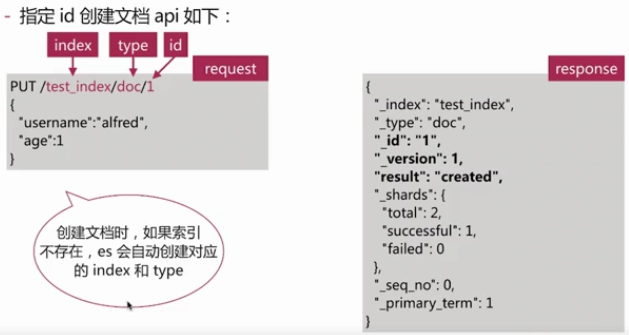 - 指定 id 创建文档 api 如下：
index
type
id
request
PUT /test_index/doc/1
{
"username":"alfred",
"age":1
}
创建文档时，如果索引
不存在，es 会自动创建对应
的 index 和 type
response
{
"_index": "test_index",
"_type": "doc",
"_id": "1",
"_version": 1,
"result": "created",
"_shards": {
"total": 2,
"successful": 1,
"failed": 0
},
"_seq_no": 0,
"_primary_term": 1
}